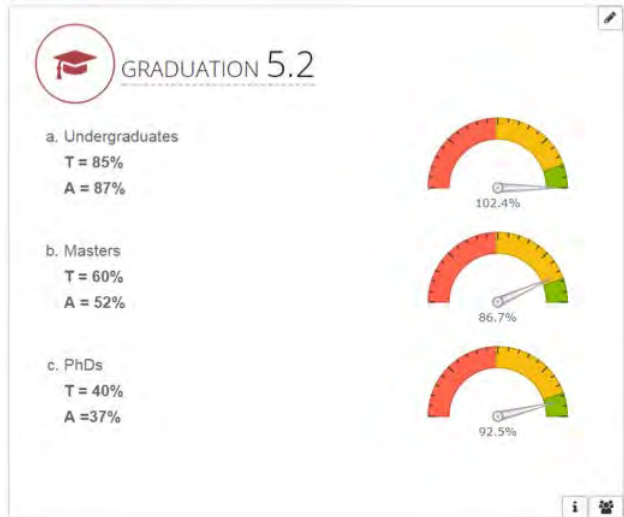 GRADUATION 5.2
a. Undergraduates
T = 85%
A = 87%
102.4%
b. Masters
T = 60%
A = 52%
86.7%
c. PhDs
T = 40%
A =37%
92.5%
i